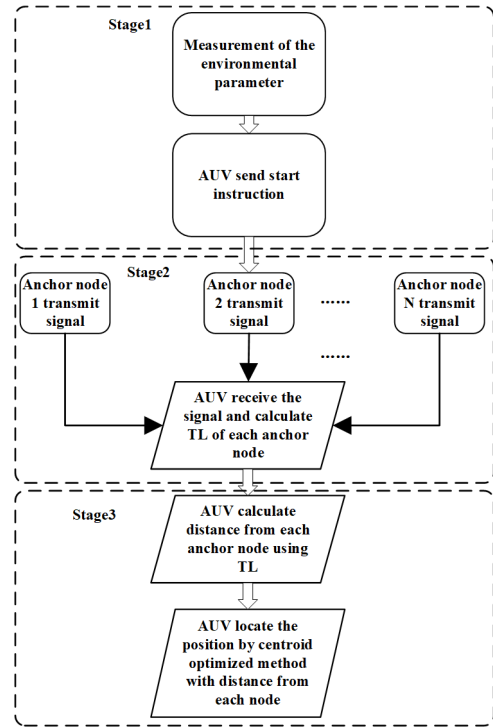 Stage1
Measurement of the
environmental
parameter
AUV send start
instruction
Stage2
Anchor node
1 transmit
signal
Anchor node
2 transmit
signal
......
Anchor node
N transmit
signal
......
AUV receive the
signal and calculate
TL of each anchor
node
Stage3
AUV calculate
distance from each
anchor node using
TL
AUV locate the
position by centroid
optimized method
with distance from
each node